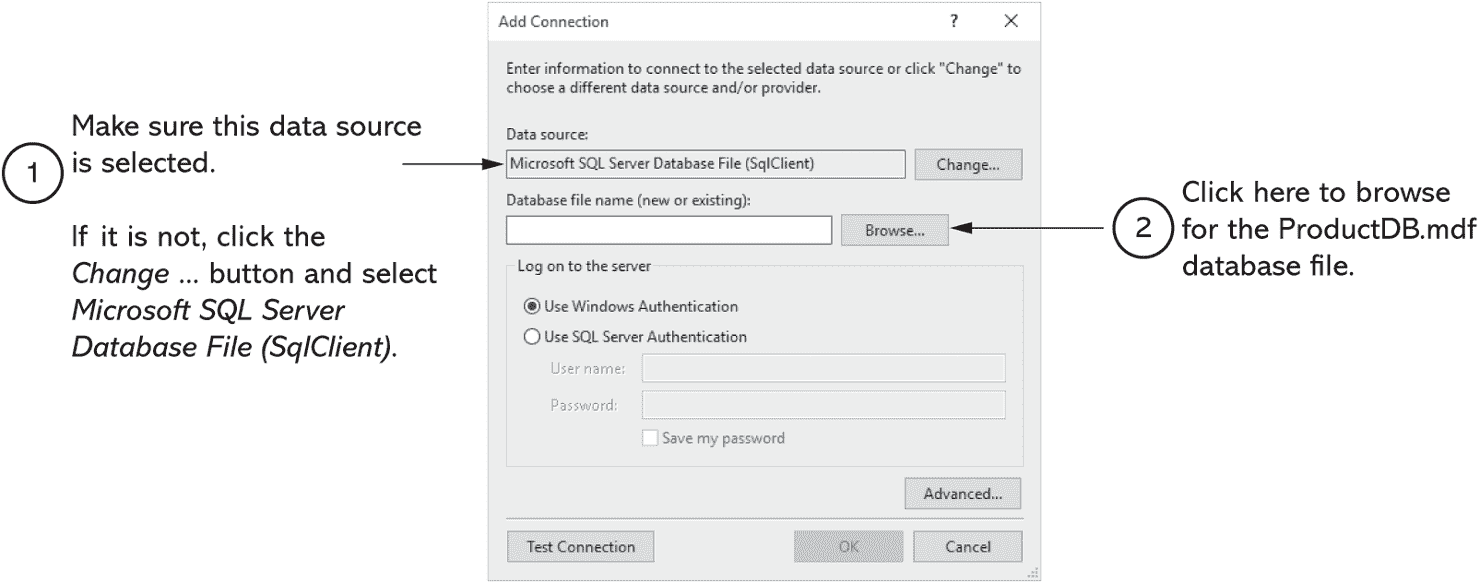 1
Make sure this data source
is selected.
If it is not, click the
Change ... button and select
Microsoft SQL Server
Database File (SqlClient).
Add Connection
?
Enter information to connect to the selected data source or click "Change" to
choose a different data source and/or provider.
Data source:
Microsoft SQL Server Database File (SqlClient)
Change...
Database file name (new or existing):
Browse...
Log on to the server
Use Windows Authentication
Use SQL Server Authentication
User name:
Password:
Save my password
Advanced...
Test Connection
OK
Cancel
2
Click here to browse
for the ProductDB.mdf
database file.